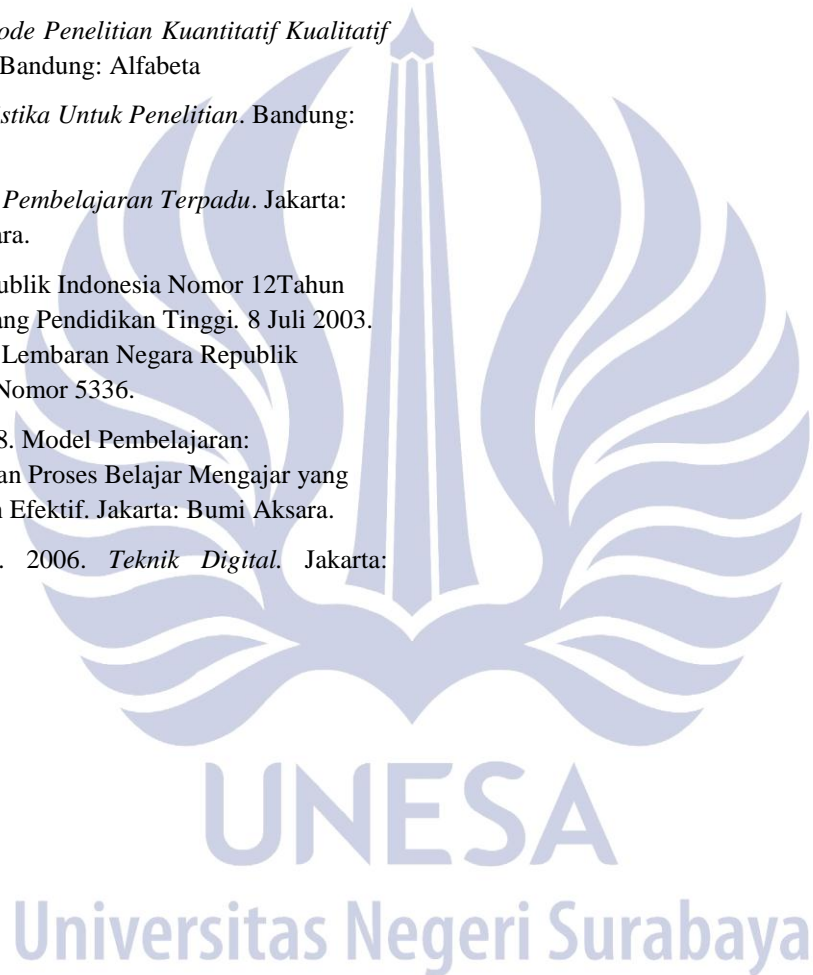 ode Penelitian Kuantitatif Kualitatif
Bandung: Alfabeta
istika Untuk Penelitian. Bandung:
Pembelajaran Terpadu. Jakarta:
ara.
ublik Indonesia Nomor 12Tahun
ang Pendidikan Tinggi. 8 Juli 2003.
Lembaran Negara Republik
Nomor 5336.
8. Model Pembelajaran:
an Proses Belajar Mengajar yang
n Efektif. Jakarta: Bumi Aksara.
. 2006. Teknik Digital. Jakarta:
UNESA
Universitas Negeri Surabaya